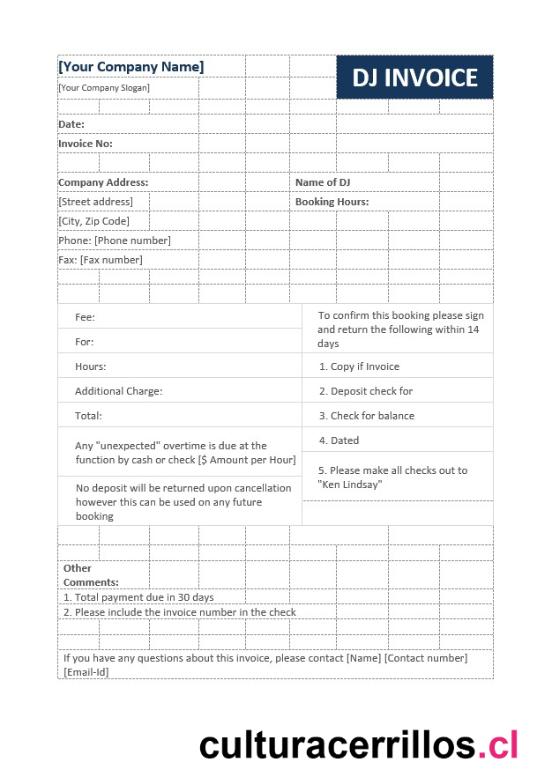 [Your Company Name]
DJ INVOICE
[Your Company Slogan]
Date:
Invoice No:
Company Address:
Name of DJ
[Street address]
Booking Hours:
[City, Zip Code]
Phone: [Phone number]
Fax: [Fax number]
Fee:
For:
Hours:
Additional Charge:
Total:
Any "unexpected" overtime is due at the
function by cash or check [$ Amount per Hour]
No deposit will be returned upon cancellation
however this can be used on any future
booking
To confirm this booking please sign
and return the following within 14
days
1. Copy if Invoice
2. Deposit check for
3. Check for balance
4. Dated
5. Please make all checks out to
"Ken Lindsay"
Other
Comments:
1. Total payment due in 30 days
2. Please include the invoice number in the check
If you have any questions about this invoice, please contact [Name] [Contact number]
[Email-Id]
culturacerrillos.cl